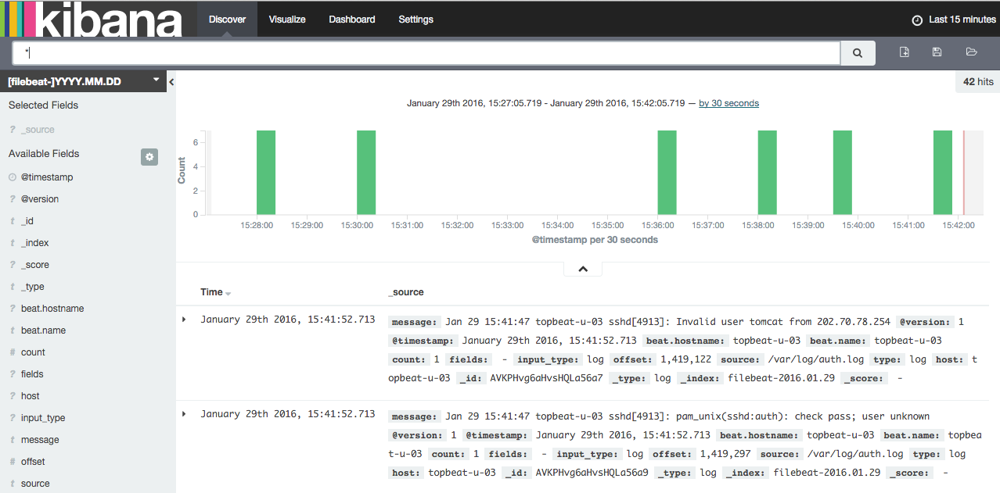 kibana Discover Visualize Dashboard Settings Last 15 minutes
*
[filebeat-]YYYY.MM.DD
42 hits
Selected Fields
? _source
Available Fields
@timestamp
? @version
t _id
t _index
? _score
t _type
? beat.hostname
t beat.name
# count
? fields
? host
? input_type
t message
# offset
t source
January 29th 2016, 15:27:05.719 - January 29th 2016, 15:42:05.719 — by 30 seconds
Count
6
4
2
0
15:28:00 15:29:00 15:30:00 15:31:00 15:32:00 15:33:00 15:34:00 15:35:00 15:36:00 15:37:00 15:38:00 15:39:00 15:40:00 15:41:00 15:42:00
@timestamp per 30 seconds
Time _source
January 29th 2016, 15:41:52.713 message: Jan 29 15:41:47 topbeat-u-03 sshd[4913]: Invalid user tomcat from 202.70.78.254 @version: 1
@timestamp: January 29th 2016, 15:41:52.713 beat.hostname: topbeat-u-03 beat.name: topbeat-u-03
count: 1 fields: - input_type: log offset: 1,419,122 source: /var/log/auth.log type: log host: t
opbeat-u-03 _id: AVKPHvg6aHvsHQLa56a7 _type: log _index: filebeat-2016.01.29 _score: -
January 29th 2016, 15:41:52.713 message: Jan 29 15:41:47 topbeat-u-03 sshd[4913]: pam_unix(sshd:auth): check pass; user unknown
@version: 1 @timestamp: January 29th 2016, 15:41:52.713 beat.hostname: topbeat-u-03 beat.name: topbea
t-u-03 count: 1 fields: - input_type: log offset: 1,419,297 source: /var/log/auth.log type: log
host: topbeat-u-03 _id: AVKPHvg6aHvsHQLa56a9 _type: log _index: filebeat-2016.01.29 _score: -